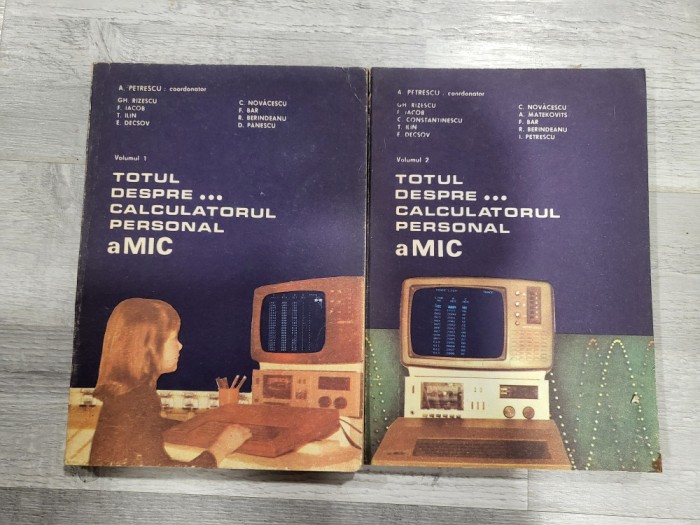 A. PETRESCU : coordonator
GH. RIZESCU
F. IACOB
T. ILIN
E. DECSOV
C. NOVĂCESCU
F. BAR
R. BERINDEANU
D. PĂNESCU
Volumul 1
TOTUL
DESPRE •••
CALCULATORUL
PERSONAL
aMIC
A. PETRESCU : coordonator
GH. RIZESCU
F. IACOB
C. CONSTANTINESCU
T. ILIN
E. DECSOV
C. NOVĂCESCU
A. MATEKOVITS
F. BAR
R. BERINDEANU
I. PETRESCU
Volumul 2
TOTUL
DESPRE •••
CALCULATORUL
PERSONAL
aMIC